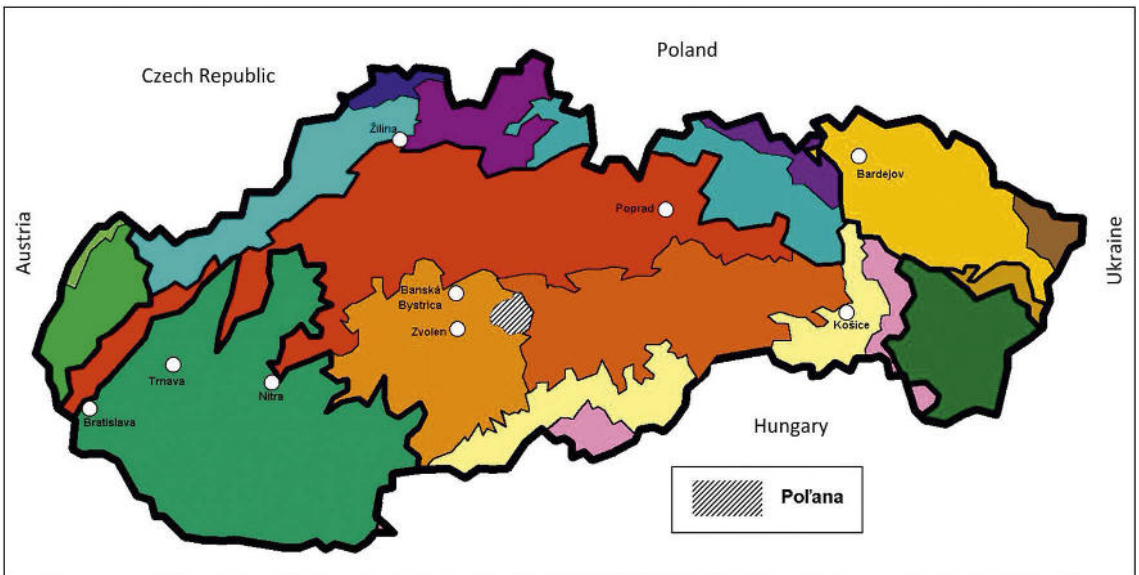 Poland
Czech Republic
Žilina
Bardejov
Poprad
Austria
Ukraine
Banská
Bystrica
Zvolen
Košice
Trnava
Nitra
Bratislava
Hungary
Poľana